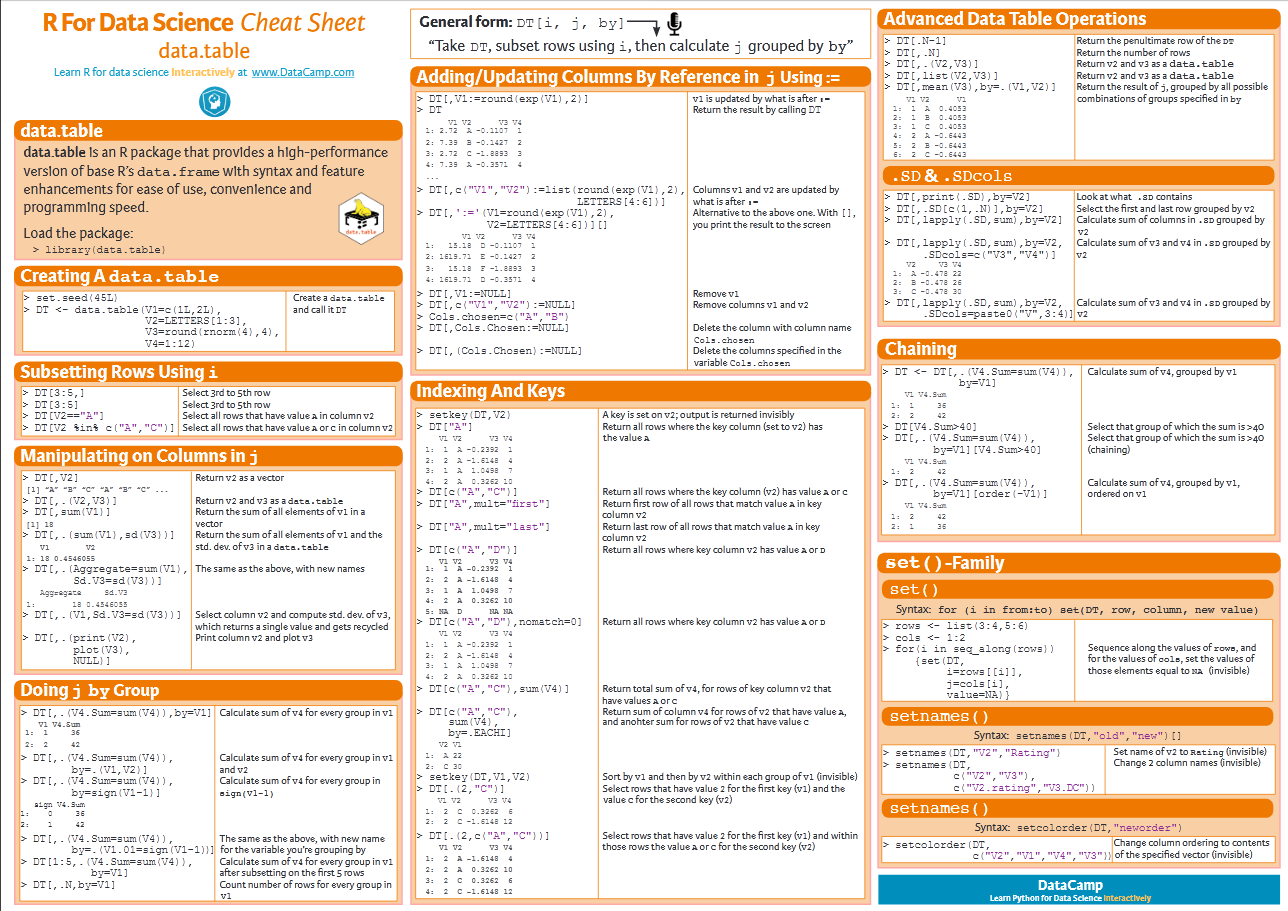 R For Data Science Cheat Sheet
data.table
Learn R for data science Interactively at www.DataCamp.com
data.table
data.table is an R package that provides a high-performance
version of base R's data.frame with syntax and feature
enhancements for ease of use, convenience and
programming speed.
data.table
Load the package:
> library(data.table)
Creating A data.table
> set.seed(45L)
> DT <- data.table(V1=c(1L,2L),
V2=LETTERS[1:3],
V3=round(rnorm(4),4),
V4=1:12)
Create a data.table
and call it DT
Subsetting Rows Using i
> DT[3:5,]
Select 3rd to 5th row
> DT[3:5]
Select 3rd to 5th row
> DT[V2=="A"]
Select all rows that have value A in column V2
> DT[V2 %in% c("A","C")]
Select all rows that have value A or C in column V2
Manipulating on Columns in j
> DT[,V2]
Return V2 as a vector
[1] "A" "B" "C" "A" "B" "C" ...
> DT[,.(V2,V3)]
Return V2 and V3 as a data.table
> DT[,sum(V1)]
Return the sum of all elements of V1 in a
vector
[1] 18
> DT[,.(sum(V1),sd(V3))]
Return the sum of all elements of V1 and the
std. dev. of V3 in a data.table
V1 V2
1: 18 0.4546055
> DT[,.(Aggregate=sum(V1),
Sd.V3=sd(V3))]
The same as the above, with new names
Aggregate Sd.V3
1: 18 0.4546055
> DT[,.(V1,Sd.V3=sd(V3))]
Select column V2 and compute std. dev. of V3,
which returns a single value and gets recycled
> DT[,.(print(V2),
plot(V3),
NULL)]
Print column V2 and plot V3
Doing j by Group
> DT[,.(V4.Sum=sum(V4)),by=V1]
Calculate sum of V4 for every group in V1
V1 V4.Sum
1: 1 36
2: 2 42
> DT[,.(V4.Sum=sum(V4)),
by=.(V1,V2)]
Calculate sum of V4 for every group in V1
and V2
> DT[,.(V4.Sum=sum(V4)),
by=sign(V1-1)]
Calculate sum of V4 for every group in
sign(V1-1)
sign V4.Sum
1: 0 36
2: 1 42
> DT[,.(V4.Sum=sum(V4)),
by=.(V1.01=sign(V1-1))]
The same as the above, with new name
for the variable you're grouping by
> DT[1:5,.(V4.Sum=sum(V4)),
by=V1]
Calculate sum of V4 for every group in V1
after subsetting on the first 5 rows
> DT[,.N,by=V1]
Count number of rows for every group in
V1
General form: DT[i, j, by]
"Take DT, subset rows using i, then calculate j grouped by by"
Adding/Updating Columns By Reference in j Using :=
> DT[,V1:=round(exp(V1),2)]
V1 is updated by what is after :=
> DT
Return the result by calling DT
V1 V2 V3 V4
1: 2.72 A -0.1107 1
2: 7.39 B -0.1427 2
3: 2.72 C -1.8893 3
4: 7.39 A -0.3571 4
...
> DT[,c("V1","V2"):=list(round(exp(V1),2),
LETTERS[4:6])]
Columns V1 and V2 are updated by
what is after :=
> DT[,':='(V1=round(exp(V1),2),
V2=LETTERS[4:6])][]
Alternative to the above one. With [],
you print the result to the screen
V1 V2 V3 V4
1: 15.18 D -0.1107 1
2: 1619.71 E -0.1427 2
3: 15.18 F -1.8893 3
4: 1619.71 D -0.3571 4
> DT[,V1:=NULL]
Remove V1
> DT[,c("V1","V2"):=NULL]
Remove columns V1 and V2
> Cols.chosen=c("A","B")
> DT[,Cols.Chosen:=NULL]
Delete the column with column name
Cols.chosen
> DT[,(Cols.Chosen):=NULL]
Delete the columns specified in the
variable Cols.chosen
Indexing And Keys
> setkey(DT,V2)
A key is set on V2; output is returned invisibly
> DT["A"]
Return all rows where the key column (set to V2) has
the value A
V1 V2 V3 V4
1: 1 A -0.2392 1
2: 2 A -1.6148 4
3: 1 A 1.0498 7
4: 2 A 0.3262 10
> DT[c("A","C")]
Return all rows where the key column (V2) has value A or C
> DT["A",mult="first"]
Return first row of all rows that match value A in key
column V2
> DT["A",mult="last"]
Return last row of all rows that match value A in key
column V2
> DT[c("A","D")]
Return all rows where key column V2 has value A or D
V1 V2 V3 V4
1: 1 A -0.2392 1
2: 2 A -1.6148 4
3: 1 A 1.0498 7
4: 2 A 0.3262 10
5: NA D NA NA
> DT[c("A","D"),nomatch=0]
Return all rows where key column V2 has value A or D
V1 V2 V3 V4
1: 1 A -0.2392 1
2: 2 A -1.6148 4
3: 1 A 1.0498 7
4: 2 A 0.3262 10
> DT[c("A","C"),sum(V4)]
Return total sum of V4, for rows of key column V2 that
have values A or C
> DT[c("A","C"),
sum(V4),
by=.EACHI]
Return sum of column V4 for rows of V2 that have value A,
and anohter sum for rows of V2 that have value C
V2 V1
1: A 22
2: C 30
> setkey(DT,V1,V2)
Sort by V1 and then by V2 within each group of V1 (invisible)
> DT[.(2,"C")]
Select rows that have value 2 for the first key (V1) and the
value C for the second key (V2)
V1 V2 V3 V4
1: 2 C 0.3262 6
2: 2 C -1.6148 12
> DT[.(2,c("A","C"))]
Select rows that have value 2 for the first key (V1) and within
those rows the value A or C for the second key (V2)
V1 V2 V3 V4
1: 2 A -1.6148 4
2: 2 A 0.3262 10
3: 2 C 0.3262 6
4: 2 C -1.6148 12
Advanced Data Table Operations
> DT[.N-1]
Return the penultimate row of the DT
> DT[,.N]
Return the number of rows
> DT[,.(V2,V3)]
Return V2 and V3 as a data.table
> DT[,list(V2,V3)]
Return V2 and V3 as a data.table
> DT[,mean(V3),by=.(V1,V2)]
Return the result of j, grouped by all possible
combinations of groups specified in by
V1 V2 V1
1: 1 A 0.4053
2: 1 B 0.4053
3: 1 C 0.4053
4: 2 A -0.6443
5: 2 B -0.6443
6: 2 C -0.6443
.SD & .SDcols
> DT[,print(.SD),by=V2]
Look at what .SD contains
> DT[,.SD[c(1,.N)],by=V2]
Select the first and last row grouped by V2
> DT[,lapply(.SD,sum),by=V2]
Calculate sum of columns in .SD grouped by
V2
> DT[,lapply(.SD,sum),by=V2,
.SDcols=c("V3","V4")]
Calculate sum of V3 and V4 in .SD grouped by
V2
V2 V3 V4
1: A -0.478 22
2: B -0.478 26
3: C -0.478 30
> DT[,lapply(.SD,sum),by=V2,
.SDcols=paste0("V",3:4)]
Calculate sum of V3 and V4 in .SD grouped by
V2
Chaining
> DT <- DT[,.(V4.Sum=sum(V4)),
by=V1]
Calculate sum of V4, grouped by V1
V1 V4.Sum
1: 1 36
2: 2 42
> DT[V4.Sum>40]
Select that group of which the sum is >40
> DT[,.(V4.Sum=sum(V4)),
by=V1][V4.Sum>40]
Select that group of which the sum is >40
(chaining)
V1 V4.Sum
1: 2 42
> DT[,.(V4.Sum=sum(V4)),
by=V1][order(-V1)]
Calculate sum of V4, grouped by V1,
ordered on V1
V1 V4.Sum
1: 2 42
2: 1 36
set()-Family
set()
Syntax: for (i in from:to) set(DT, row, column, new value)
> rows <- list(3:4,5:6)
> cols <- 1:2
> for(i in seq_along(rows))
{set(DT,
i=rows[[i]],
j=cols[i],
value=NA)}
Sequence along the values of rows, and
for the values of cols, set the values of
those elements equal to NA (invisible)
setnames()
Syntax: setnames(DT,"old","new")[]
> setnames(DT,"V2","Rating")
Set name of V2 to Rating (invisible)
> setnames(DT,
c("V2","V3"),
c("V2.rating","V3.DC"))
Change 2 column names (invisible)
setnames()
Syntax: setcolorder(DT,"neworder")
> setcolorder(DT,
c("V2","V1","V4","V3"))
Change column ordering to contents
of the specified vector (invisible)
DataCamp
Learn Python for Data Science Interactively